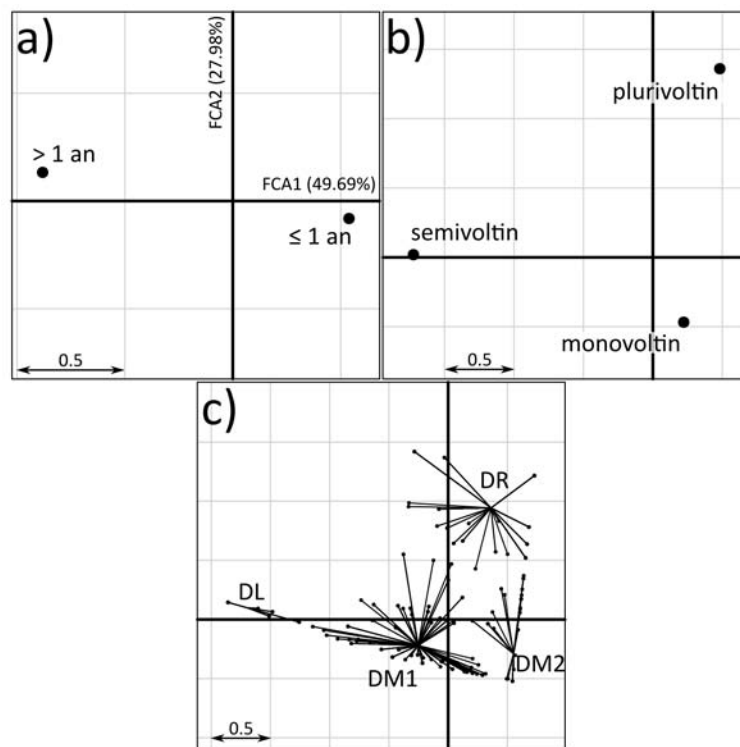 a)
FCA2 (27.98%)
> 1 an
FCA1 (49.69%)
≤ 1 an
0.5
b)
plurivoltin
semivoltin
monovoltin
0.5
c)
DR
DL
DM1
DM2
0.5